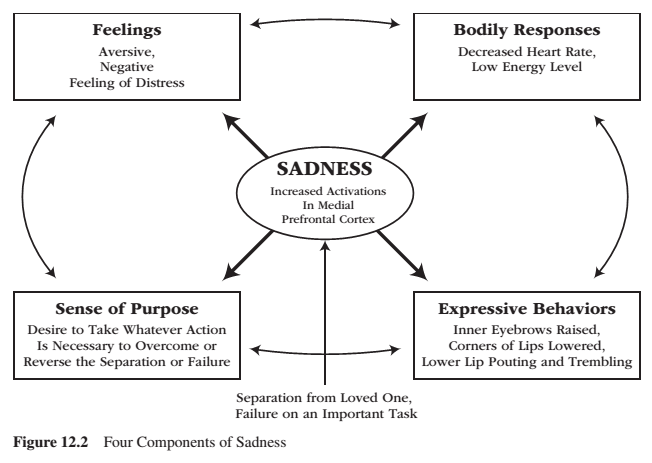 Feelings
Aversive,
Negative
Feeling of Distress
Bodily Responses
Decreased Heart Rate,
Low Energy Level
SADNESS
Increased Activations
In Medial
Prefrontal Cortex
Sense of Purpose
Desire to Take Whatever Action
Is Necessary to Overcome or
Reverse the Separation or Failure
Expressive Behaviors
Inner Eyebrows Raised,
Corners of Lips Lowered,
Lower Lip Pouting and Trembling
Separation from Loved One,
Failure on an Important Task
Figure 12.2 Four Components of Sadness